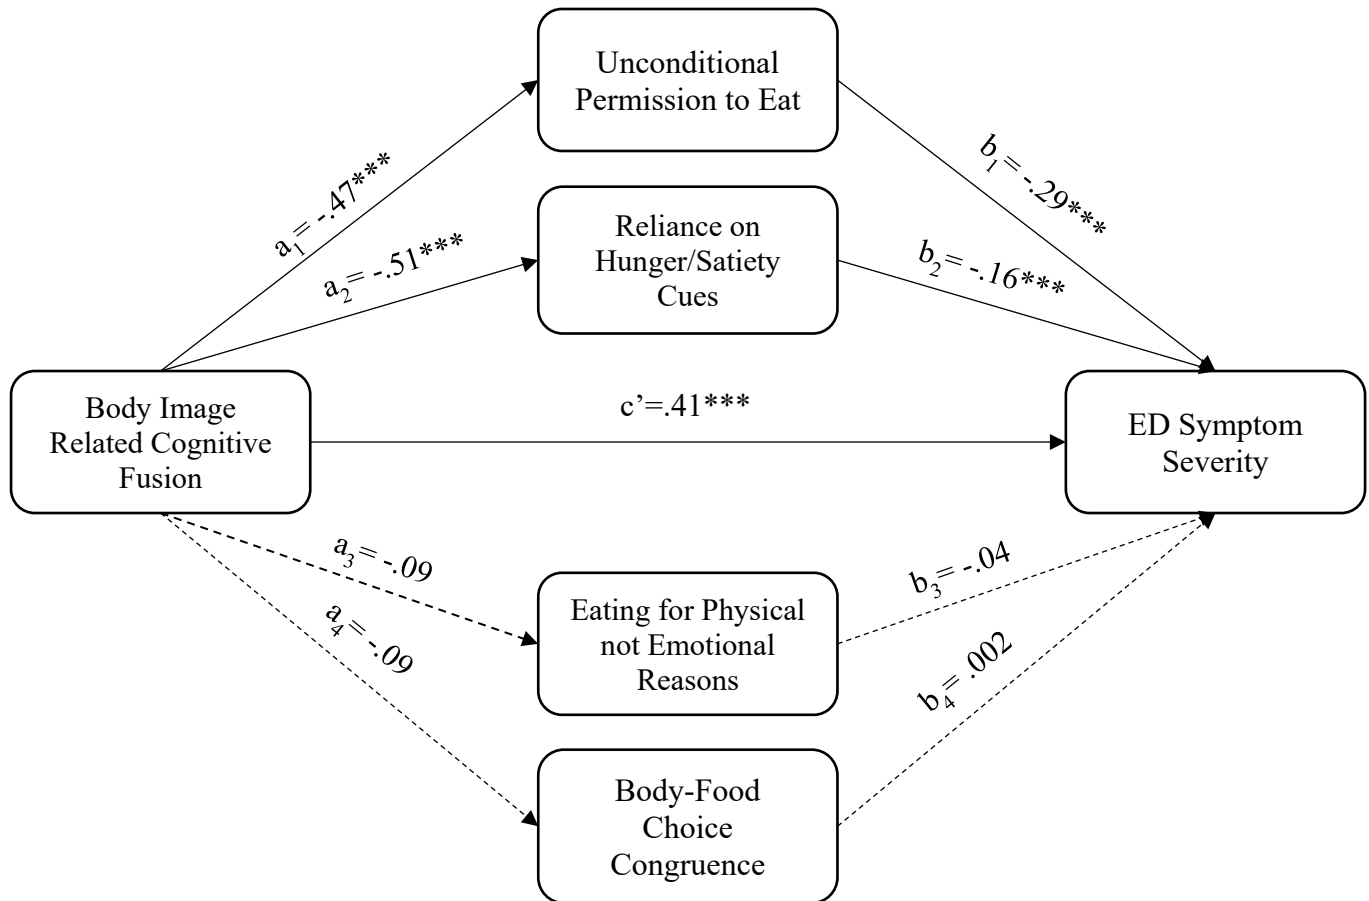 Unconditional
Permission to Eat
a1= -.47***
b1= -.29***
Reliance on
Hunger/Satiety
Cues
a2= -.51***
b2= -.16***
Body Image
Related Cognitive
Fusion
c’=.41***
ED Symptom
Severity
a3= -.09
b3= -.04
Eating for Physical
not Emotional
Reasons
a4= -.09
b4= .002
Body-Food
Choice
Congruence